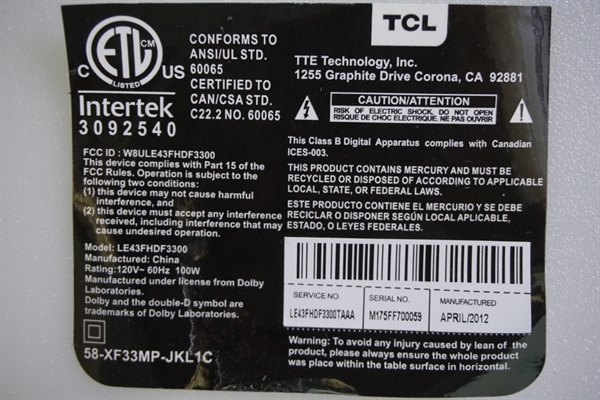 TCL
TTE Technology, Inc.
1255 Graphite Drive Corona, CA 92881
C ETL CM US
LISTED
Intertek
3092540
CONFORMS TO
ANSI/UL STD.
60065
CERTIFIED TO
CAN/CSA STD.
C22.2 NO. 60065
CAUTION/ATTENTION
RISK OF ELECTRIC SHOCK, DO NOT OPEN
RISQUE DE CHOC ELECTRIQUE. NE PAS OUVRIR
This Class B Digital Apparatus complies with Canadian
ICES-003.
THIS PRODUCT CONTAINS MERCURY AND MUST BE
RECYCLED OR DISPOSED OF ACCORDING TO APPLICABLE
LOCAL, STATE, OR FEDERAL LAWS.
ESTE PRODUCTO CONTIENE EL MERCURIO Y SE DEBE
RECICLAR O DISPONER SEGÚN LOCAL APLICABLE,
ESTADO, O LEYES FEDERALES.
FCC ID : W8ULE43FHDF3300
This device complies with Part 15 of the
FCC Rules. Operation is subject to the
following two conditions:
(1) this device may not cause harmful
interference, and
(2) this device must accept any interference
received, including interference that may
cause undesired operation.
Model: LE43FHDF3300
Manufactured: China
Rating:120V~ 60Hz 100W
Manufactured under license from Dolby
Laboratories.
Dolby and the double-D symbol are
trademarks of Dolby Laboratories.
58-XF33MP-JKL1C
SERVICE NO.
LE43FHDF3300TAAA
SERIAL NO.
M175FF700059
MANUFACTURED
APRIL/2012
Warning: To avoid any injury caused by lean of the
product, please always ensure the whole product
was place within the table surface in horizontal.